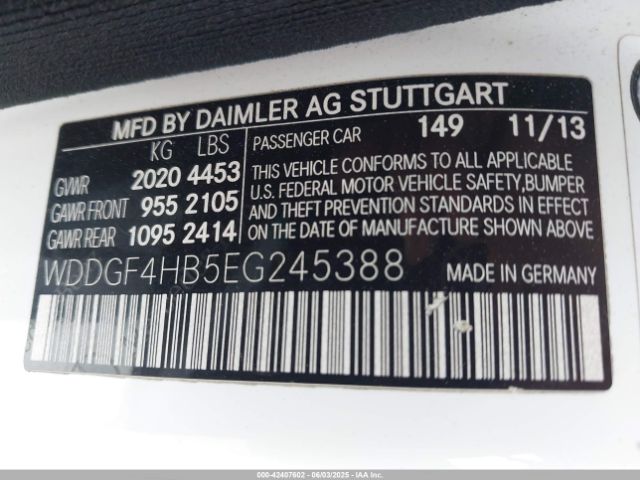 MFD BY DAIMLER AG STUTTGART
KG LBS
GVWR 2020 4453
GAWR FRONT 955 2105
GAWR REAR 1095 2414
PASSENGER CAR 149 11/13
THIS VEHICLE CONFORMS TO ALL APPLICABLE
U.S. FEDERAL MOTOR VEHICLE SAFETY,BUMPER
AND THEFT PREVENTION STANDARDS IN EFFECT
ON THE DATE OF MANUFACTURE SHOWN ABOVE.
WDDGF4HB5EG245388
MADE IN GERMANY
000-42407602 - 06/03/2025 - IAAI.COM